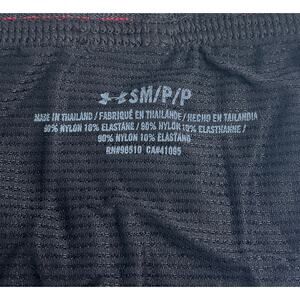 SM/P/P
MADE IN THAILAND / FABRIQUÉ EN THAÏLANDE / HECHO EN TAILANDIA
90% NYLON 10% ELASTANE / 90% NYLON 10% ELASTHANNE /
90% NYLON 10% ELASTANO
RN#96510 CA#41095